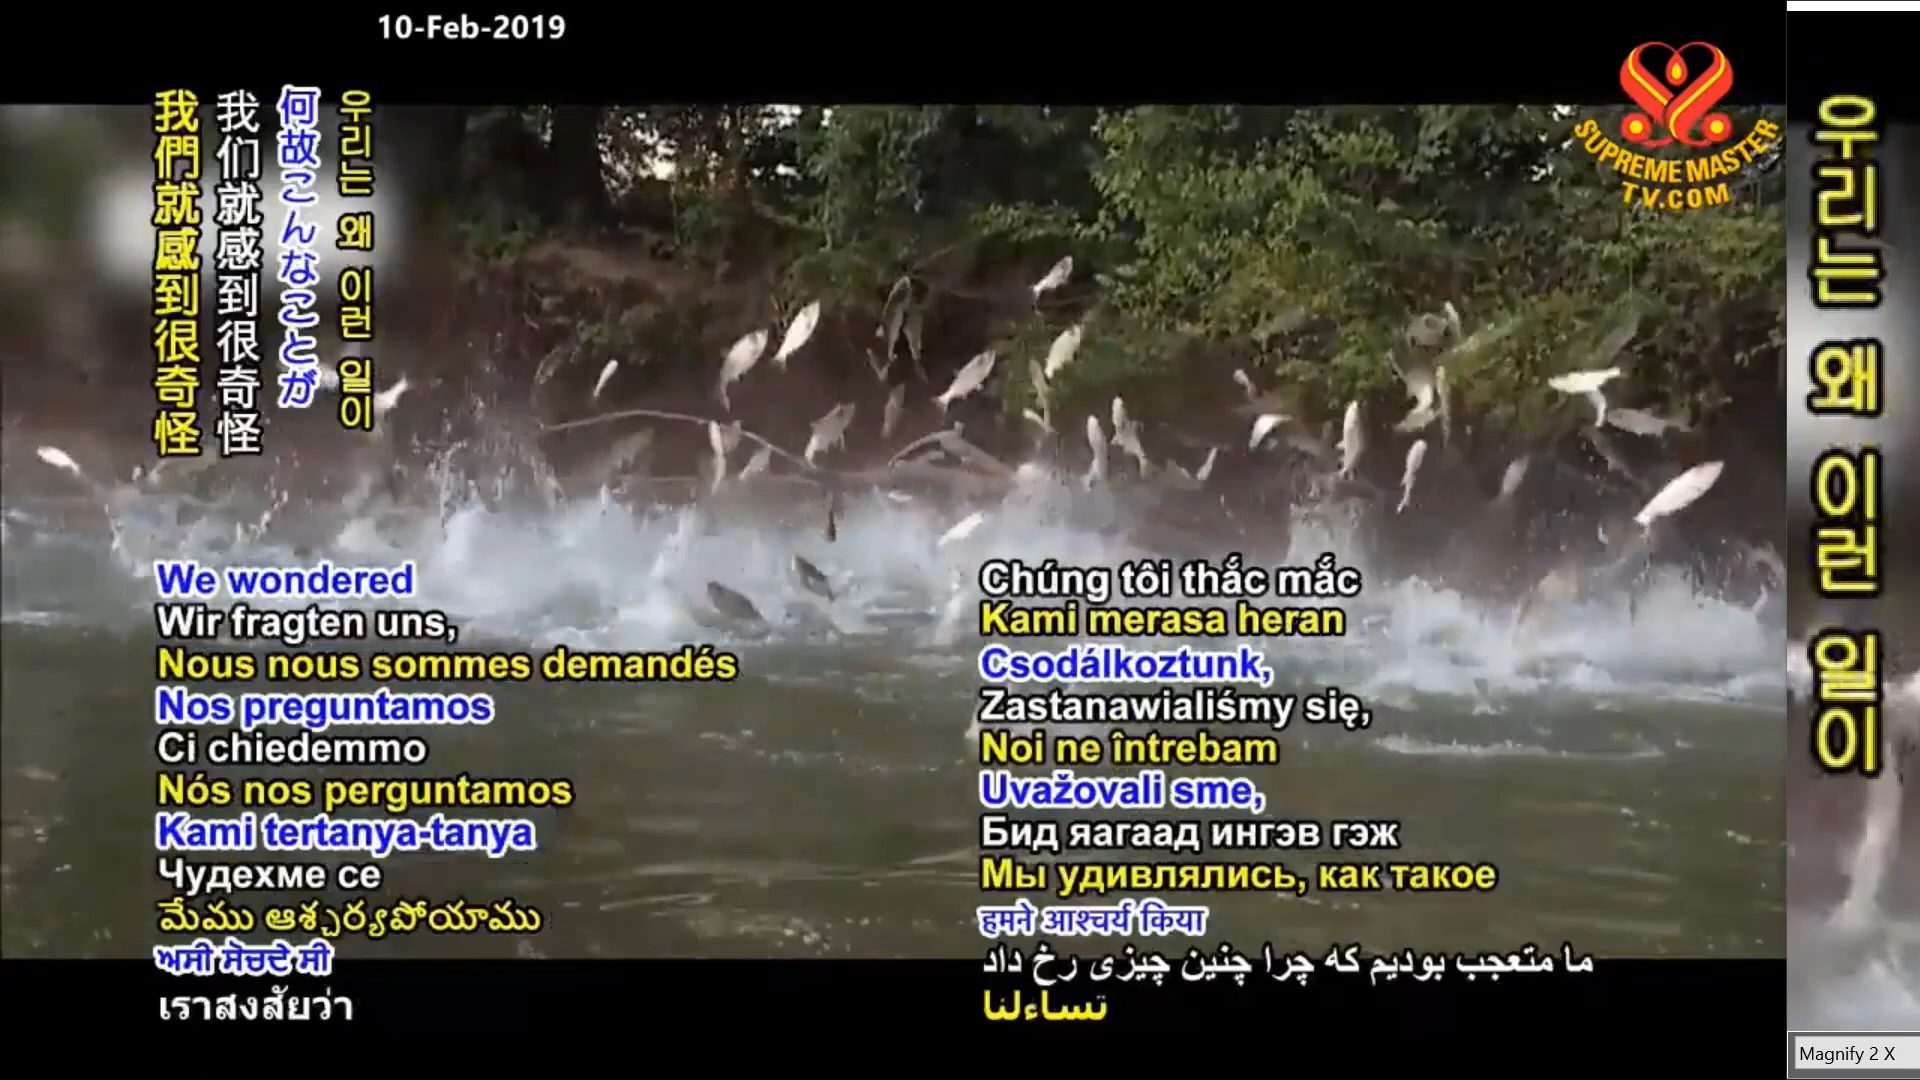 10-Feb-2019
SUPREME MASTER
TV.COM
우리는 왜 이런 일이
何故こんなことが
我们就感到很奇怪
我們就感到很奇怪
We wondered
Wir fragten uns,
Nous nous sommes demandés
Nos preguntamos
Ci chiedemmo
Nós nos perguntamos
Kami tertanya-tanya
Чудехме се
మేము ఆశ్చర్యపోయాము
ਅਸੀ ਸੋਚਦੇ ਸੀ
เราสงสัยว่า
Chúng tôi thắc mắc
Kami merasa heran
Csodálkoztunk,
Zastanawialiśmy się,
Noi ne întrebam
Uvažovali sme,
Бид яагаад ингэв гэж
Мы удивлялись, как такое
हमने आश्चर्य किया
ما متعجب بودیم که چرا چنین چیزی رخ داد
تساءلنا
우리는 왜 이런 일이
Magnify 2 X